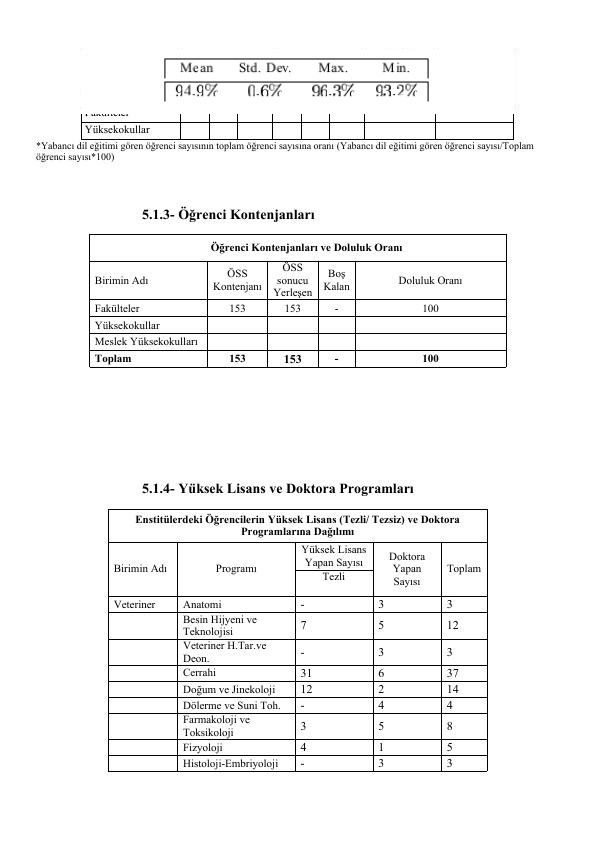 Mean Std. Dev. Max. Min.
94.9% 0.6% 96.3% 93.2%
Fakülteler
Yüksekokullar
*Yabancı dil eğitimi gören öğrenci sayısının toplam öğrenci sayısına oranı (Yabancı dil eğitimi gören öğrenci sayısı/Toplam
öğrenci sayısı*100)
5.1.3- Öğrenci Kontenjanları
Öğrenci Kontenjanları ve Doluluk Oranı
Birimin Adı
ÖSS
Kontenjanı
ÖSS
sonucu
Yerleşen
Boş
Kalan
Doluluk Oranı
Fakülteler 153 153 - 100
Yüksekokullar
Meslek Yüksekokulları
Toplam 153 153 - 100
5.1.4- Yüksek Lisans ve Doktora Programları
Enstitülerdeki Öğrencilerin Yüksek Lisans (Tezli/ Tezsiz) ve Doktora
Programlarına Dağılımı
Birimin Adı
Programı
Yüksek Lisans
Yapan Sayısı
Tezli
Doktora
Yapan
Sayısı
Toplam
Veteriner Anatomi - 3 3
Besin Hijyeni ve
Teknolojisi 7 5 12
Veteriner H.Tar.ve
Deon. - 3 3
Cerrahi 31 6 37
Doğum ve Jinekoloji 12 2 14
Dölerme ve Suni Toh. - 4 4
Farmakoloji ve
Toksikoloji 3 5 8
Fizyoloji 4 1 5
Histoloji-Embriyoloji - 3 3